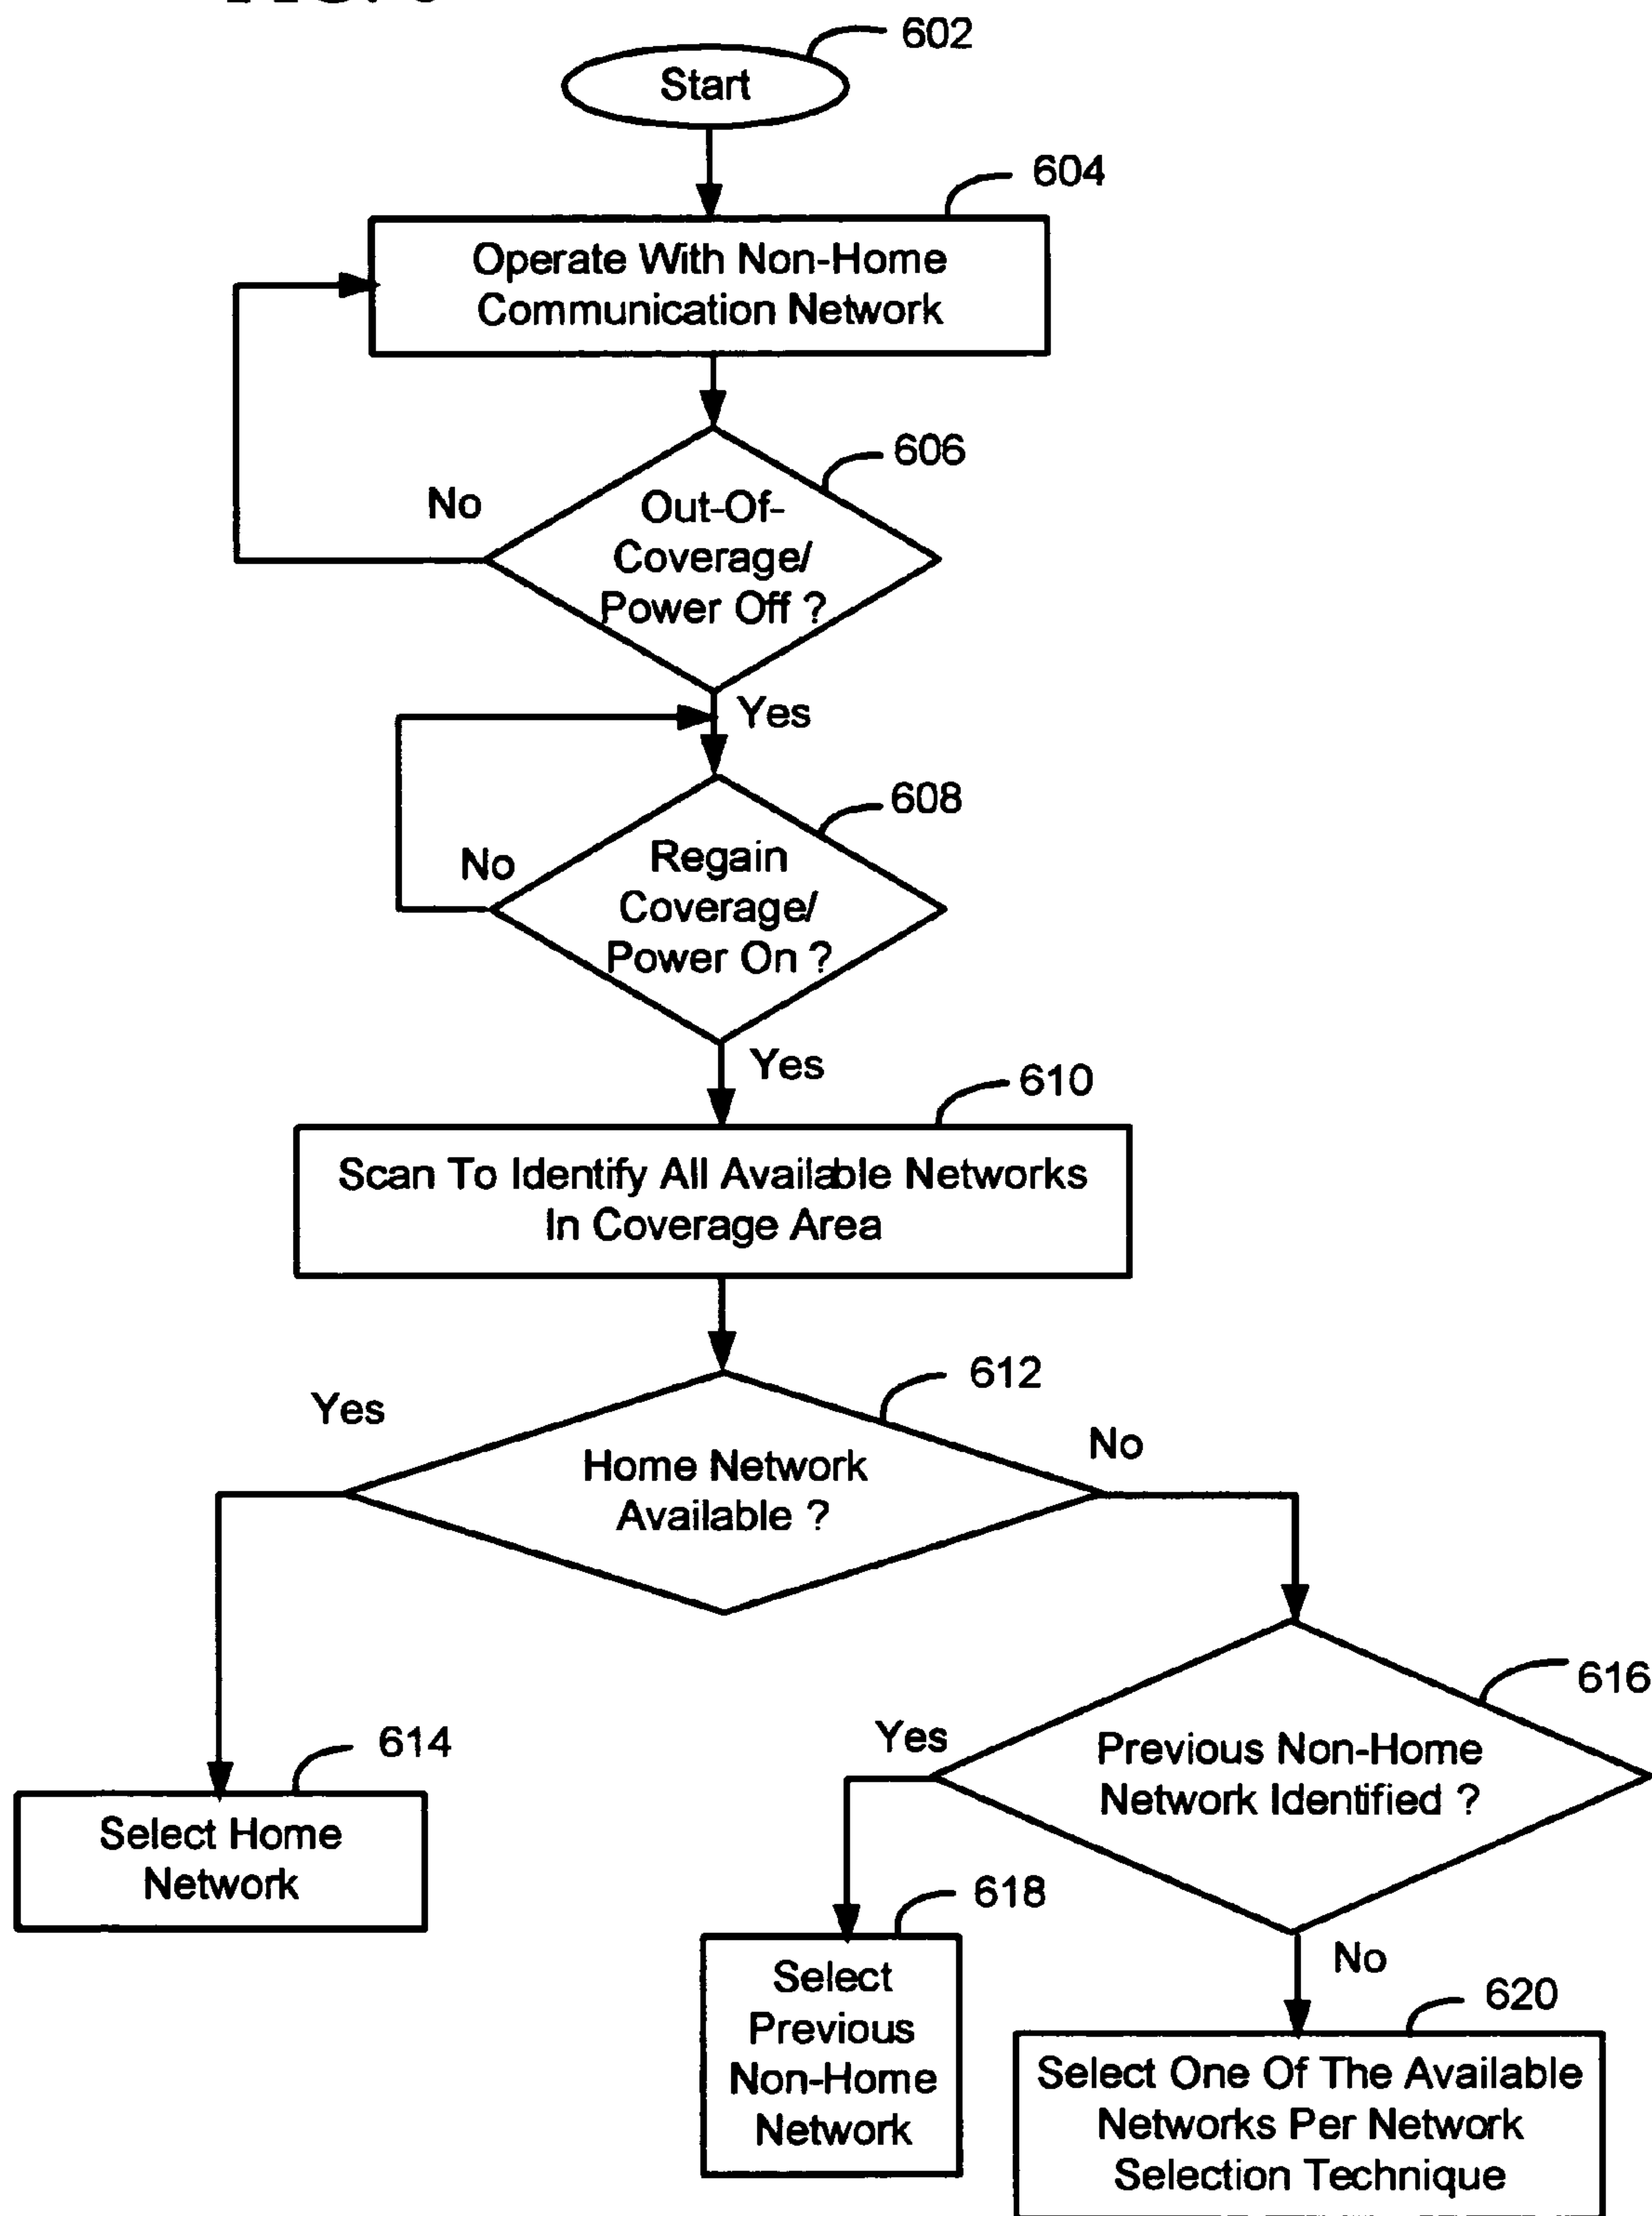 602
Start
604
Operate With Non-Home
Communication Network
606
No
Out-Of-
Coverage/
Power Off ?
Yes
608
No
Regain
Coverage/
Power On ?
Yes
610
Scan To Identify All Available Networks
In Coverage Area
612
Yes
No
Home Network
Available ?
616
614
Yes
Previous Non-Home
Network Identified ?
Select Home
Network
618
No
Select
Previous
Non-Home
Network
620
Select One Of The Available
Networks Per Network
Selection Technique